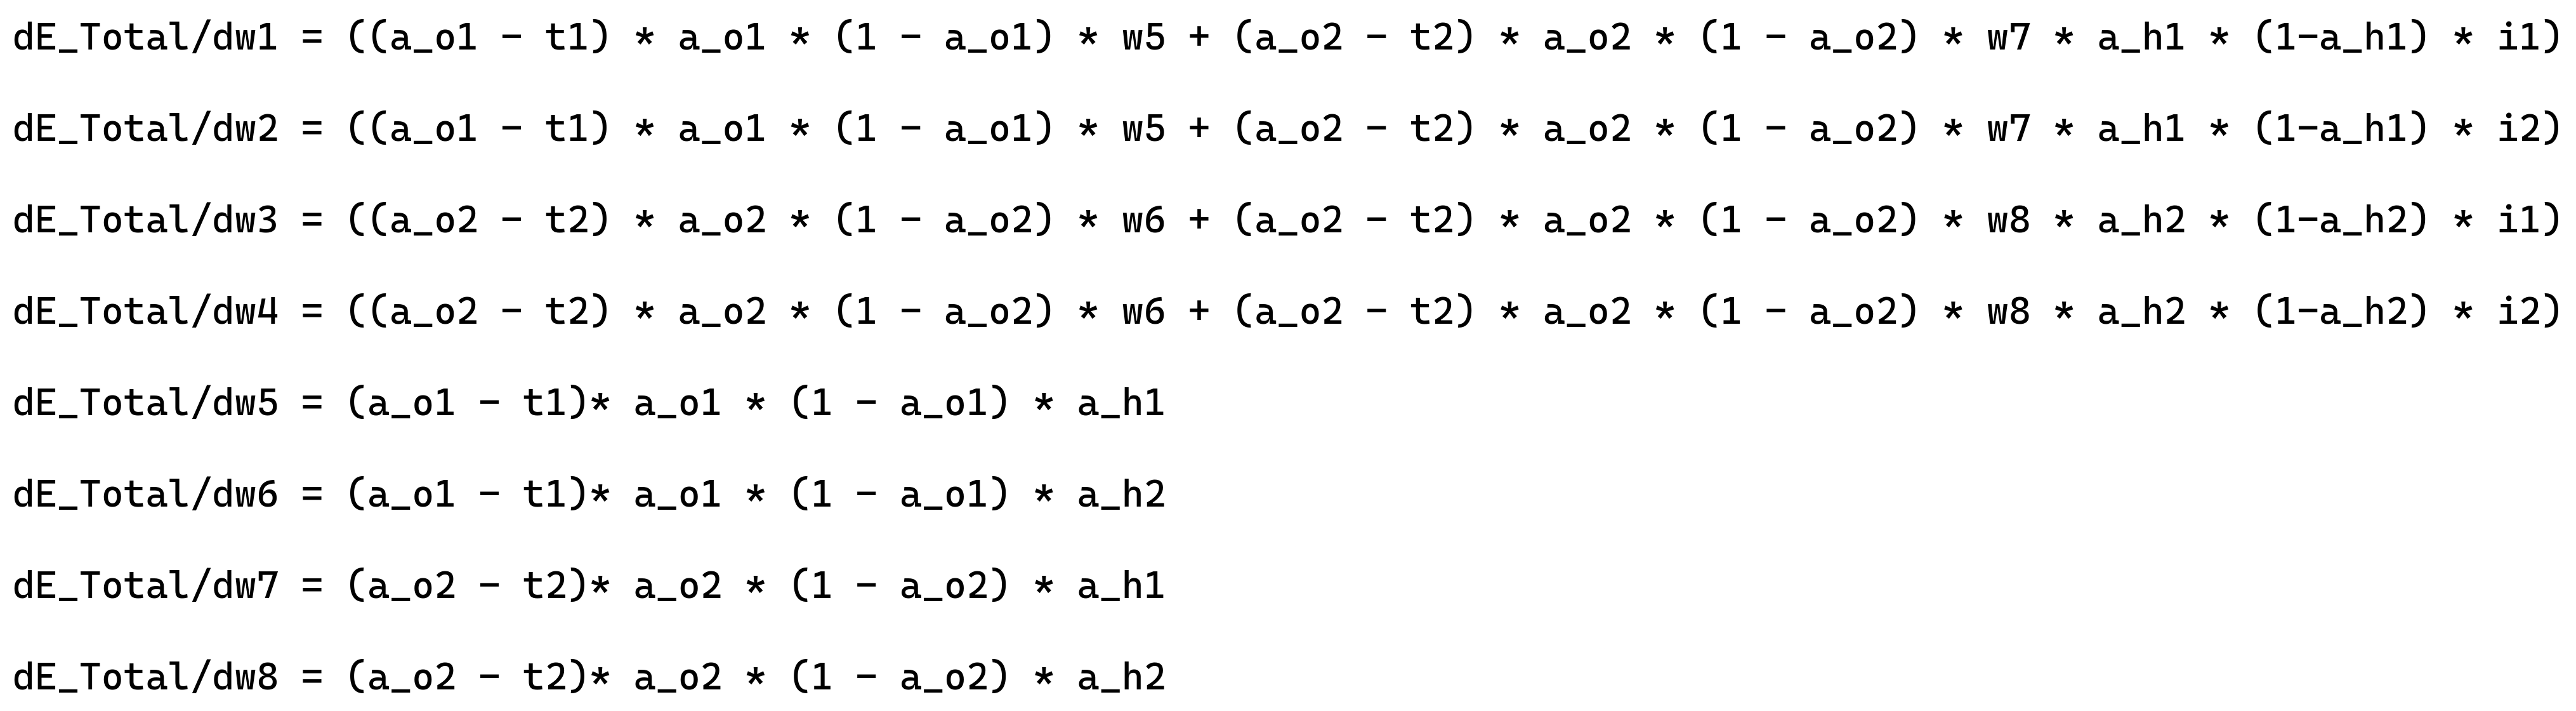 dE_Total/dw1 = ((a_o1 - t1) * a_o1 * (1 - a_o1) * w5 + (a_o2 - t2) * a_o2 * (1 - a_o2) * w7 * a_h1 * (1-a_h1) * i1)
dE_Total/dw2 = ((a_o1 - t1) * a_o1 * (1 - a_o1) * w5 + (a_o2 - t2) * a_o2 * (1 - a_o2) * w7 * a_h1 * (1-a_h1) * i2)
dE_Total/dw3 = ((a_o2 - t2) * a_o2 * (1 - a_o2) * w6 + (a_o2 - t2) * a_o2 * (1 - a_o2) * w8 * a_h2 * (1-a_h2) * i1)
dE_Total/dw4 = ((a_o2 - t2) * a_o2 * (1 - a_o2) * w6 + (a_o2 - t2) * a_o2 * (1 - a_o2) * w8 * a_h2 * (1-a_h2) * i2)
dE_Total/dw5 = (a_o1 - t1)* a_o1 * (1 - a_o1) * a_h1
dE_Total/dw6 = (a_o1 - t1)* a_o1 * (1 - a_o1) * a_h2
dE_Total/dw7 = (a_o2 - t2)* a_o2 * (1 - a_o2) * a_h1
dE_Total/dw8 = (a_o2 - t2)* a_o2 * (1 - a_o2) * a_h2